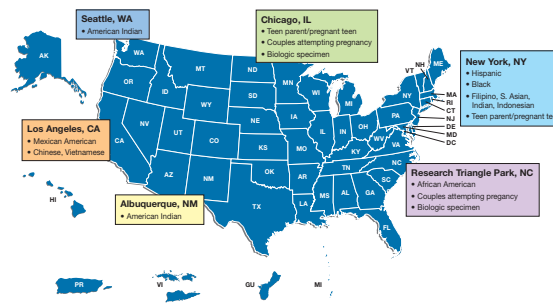 Seattle, WA
• American Indian
Chicago, IL
• Teen parent/pregnant teen
• Couples attempting pregnancy
• Biologic specimen
New York, NY
• Hispanic
• Black
• Filipino, S. Asian,
Indian, Indonesian
• Teen parent/pregnant te
Los Angeles, CA
• Mexican American
• Chinese, Vietnamese
Albuquerque, NM
• American Indian
Research Triangle Park, NC
• African American
• Couples attempting pregancy
• Biologic specimen
AK
WA
OR
CA
NV
ID
MT
WY
UT
AZ
CO
NM
ND
SD
NE
KS
OK
TX
MN
IA
MO
AR
LA
WI
IL
MI
IN
OH
KY
TN
MS
AL
GA
FL
SC
NC
VA
WV
PA
NY
VT
NH
ME
MA
RI
CT
NJ
DE
MD
DC
HI
PR
VI
GU
MI